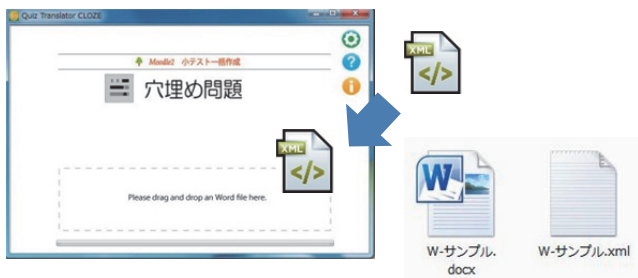 Quiz Translator CLOZE
Moodle2 小テスト一括作成
穴埋め問題
XML
</>
XML
</>
Please drag and drop an Word file here.
W
W-サンプル.
docx
W-サンプル.xml